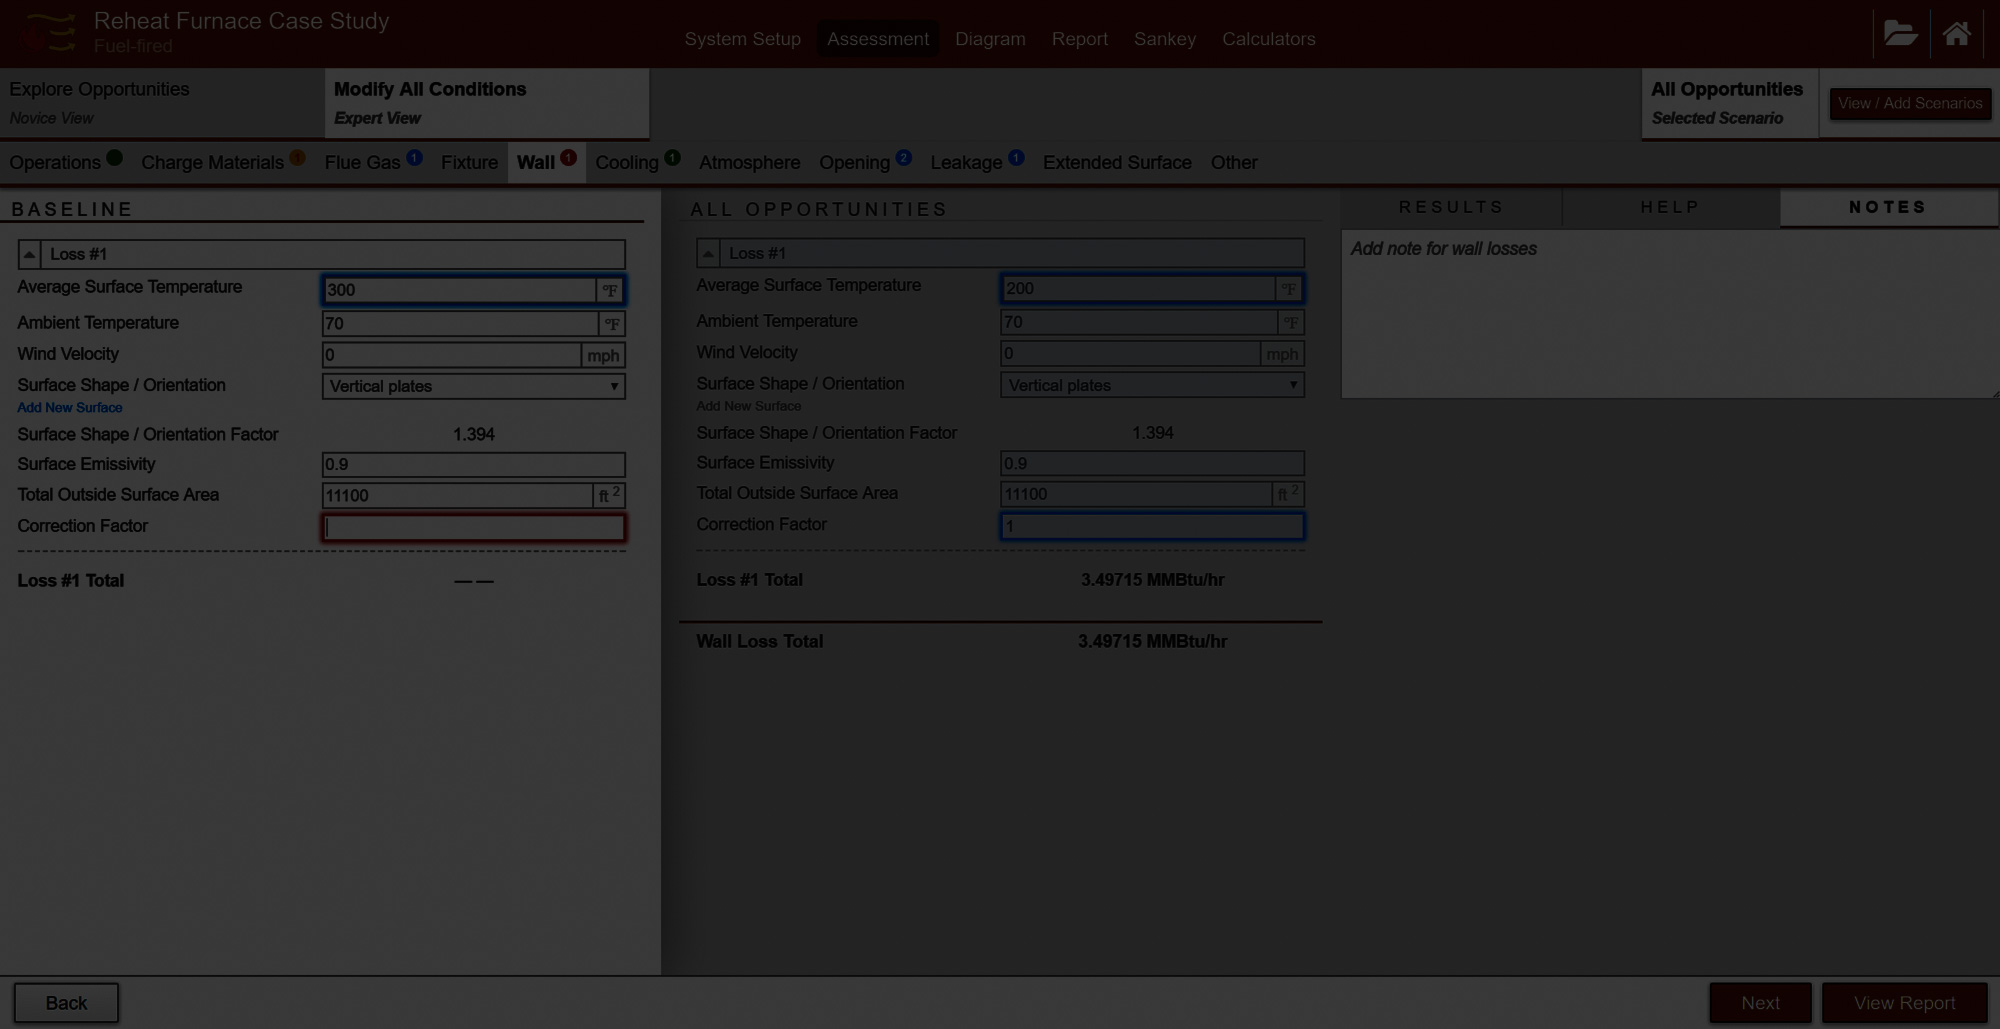 Reheat Furnace Case Study
Fuel-fired
System Setup Assessment Diagram Report Sankey Calculators
Explore Opportunities
Novice View
Modify All Conditions
Expert View
All Opportunities
Selected Scenario
View / Add Scenarios
Operations Charge Materials 1 Flue Gas 1 Fixture Wall 1 Cooling 1 Atmosphere Opening 2 Leakage 1 Extended Surface Other
BASELINE
Loss #1
Average Surface Temperature 300 °F
Ambient Temperature 70 °F
Wind Velocity 0 mph
Surface Shape / Orientation Vertical plates
Add New Surface
Surface Shape / Orientation Factor 1.394
Surface Emissivity 0.9
Total Outside Surface Area 11100 ft 2
Correction Factor
Loss #1 Total — —
ALL OPPORTUNITIES
Loss #1
Average Surface Temperature 200 °F
Ambient Temperature 70 °F
Wind Velocity 0 mph
Surface Shape / Orientation Vertical plates
Add New Surface
Surface Shape / Orientation Factor 1.394
Surface Emissivity 0.9
Total Outside Surface Area 11100 ft 2
Correction Factor 1
Loss #1 Total 3.49715 MMBtu/hr
Wall Loss Total 3.49715 MMBtu/hr
RESULTS HELP NOTES
Add note for wall losses
Back Next View Report